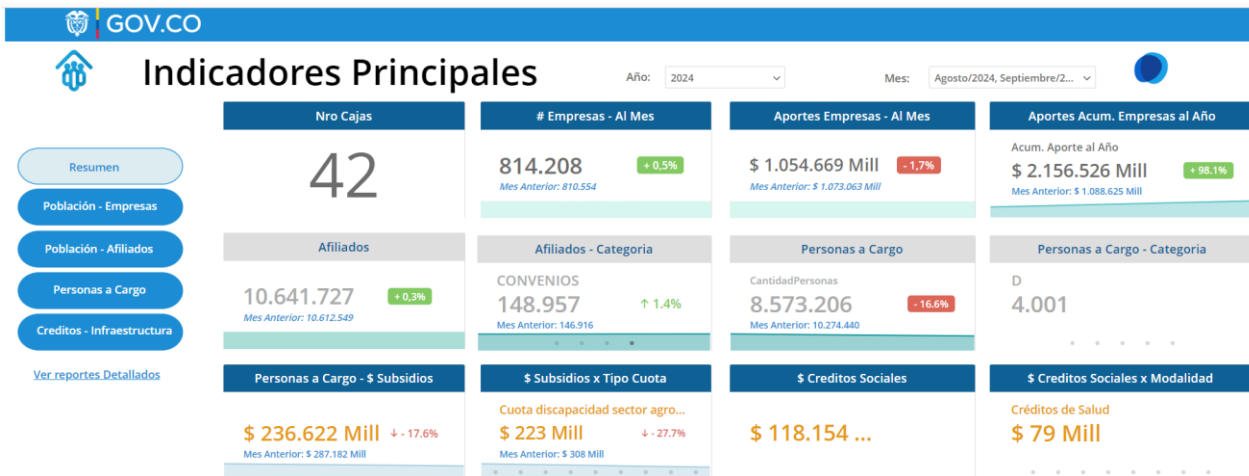 GOV.CO
Indicadores Principales
Año: 2024
Mes: Agosto/2024, Septiembre/2...
Resumen
Población - Empresas
Población - Afiliados
Personas a Cargo
Creditos - Infraestructura
Ver reportes Detallados
Nro Cajas
42
# Empresas - Al Mes
814.208 + 0,5%
Mes Anterior: 810.554
Aportes Empresas - Al Mes
$ 1.054.669 Mill - 1,7%
Mes Anterior: $ 1.073.063 Mill
Aportes Acum. Empresas al Año
Acum. Aporte al Año
$ 2.156.526 Mill + 98.1%
Mes Anterior: $ 1.088.625 Mill
Afiliados
10.641.727 + 0,3%
Mes Anterior: 10.612.549
Afiliados - Categoria
CONVENIOS
148.957 ↑ 1.4%
Mes Anterior: 146.916
Personas a Cargo
CantidadPersonas
8.573.206 - 16.6%
Mes Anterior: 10.274.440
Personas a Cargo - Categoria
D
4.001
Personas a Cargo - $ Subsidios
$ 236.622 Mill ↓ - 17.6%
Mes Anterior: $ 287.182 Mill
$ Subsidios x Tipo Cuota
Cuota discapacidad sector agro...
$ 223 Mill ↓ - 27.7%
Mes Anterior: $ 308 Mill
$ Creditos Sociales
$ 118.154 ...
$ Creditos Sociales x Modalidad
Créditos de Salud
$ 79 Mill